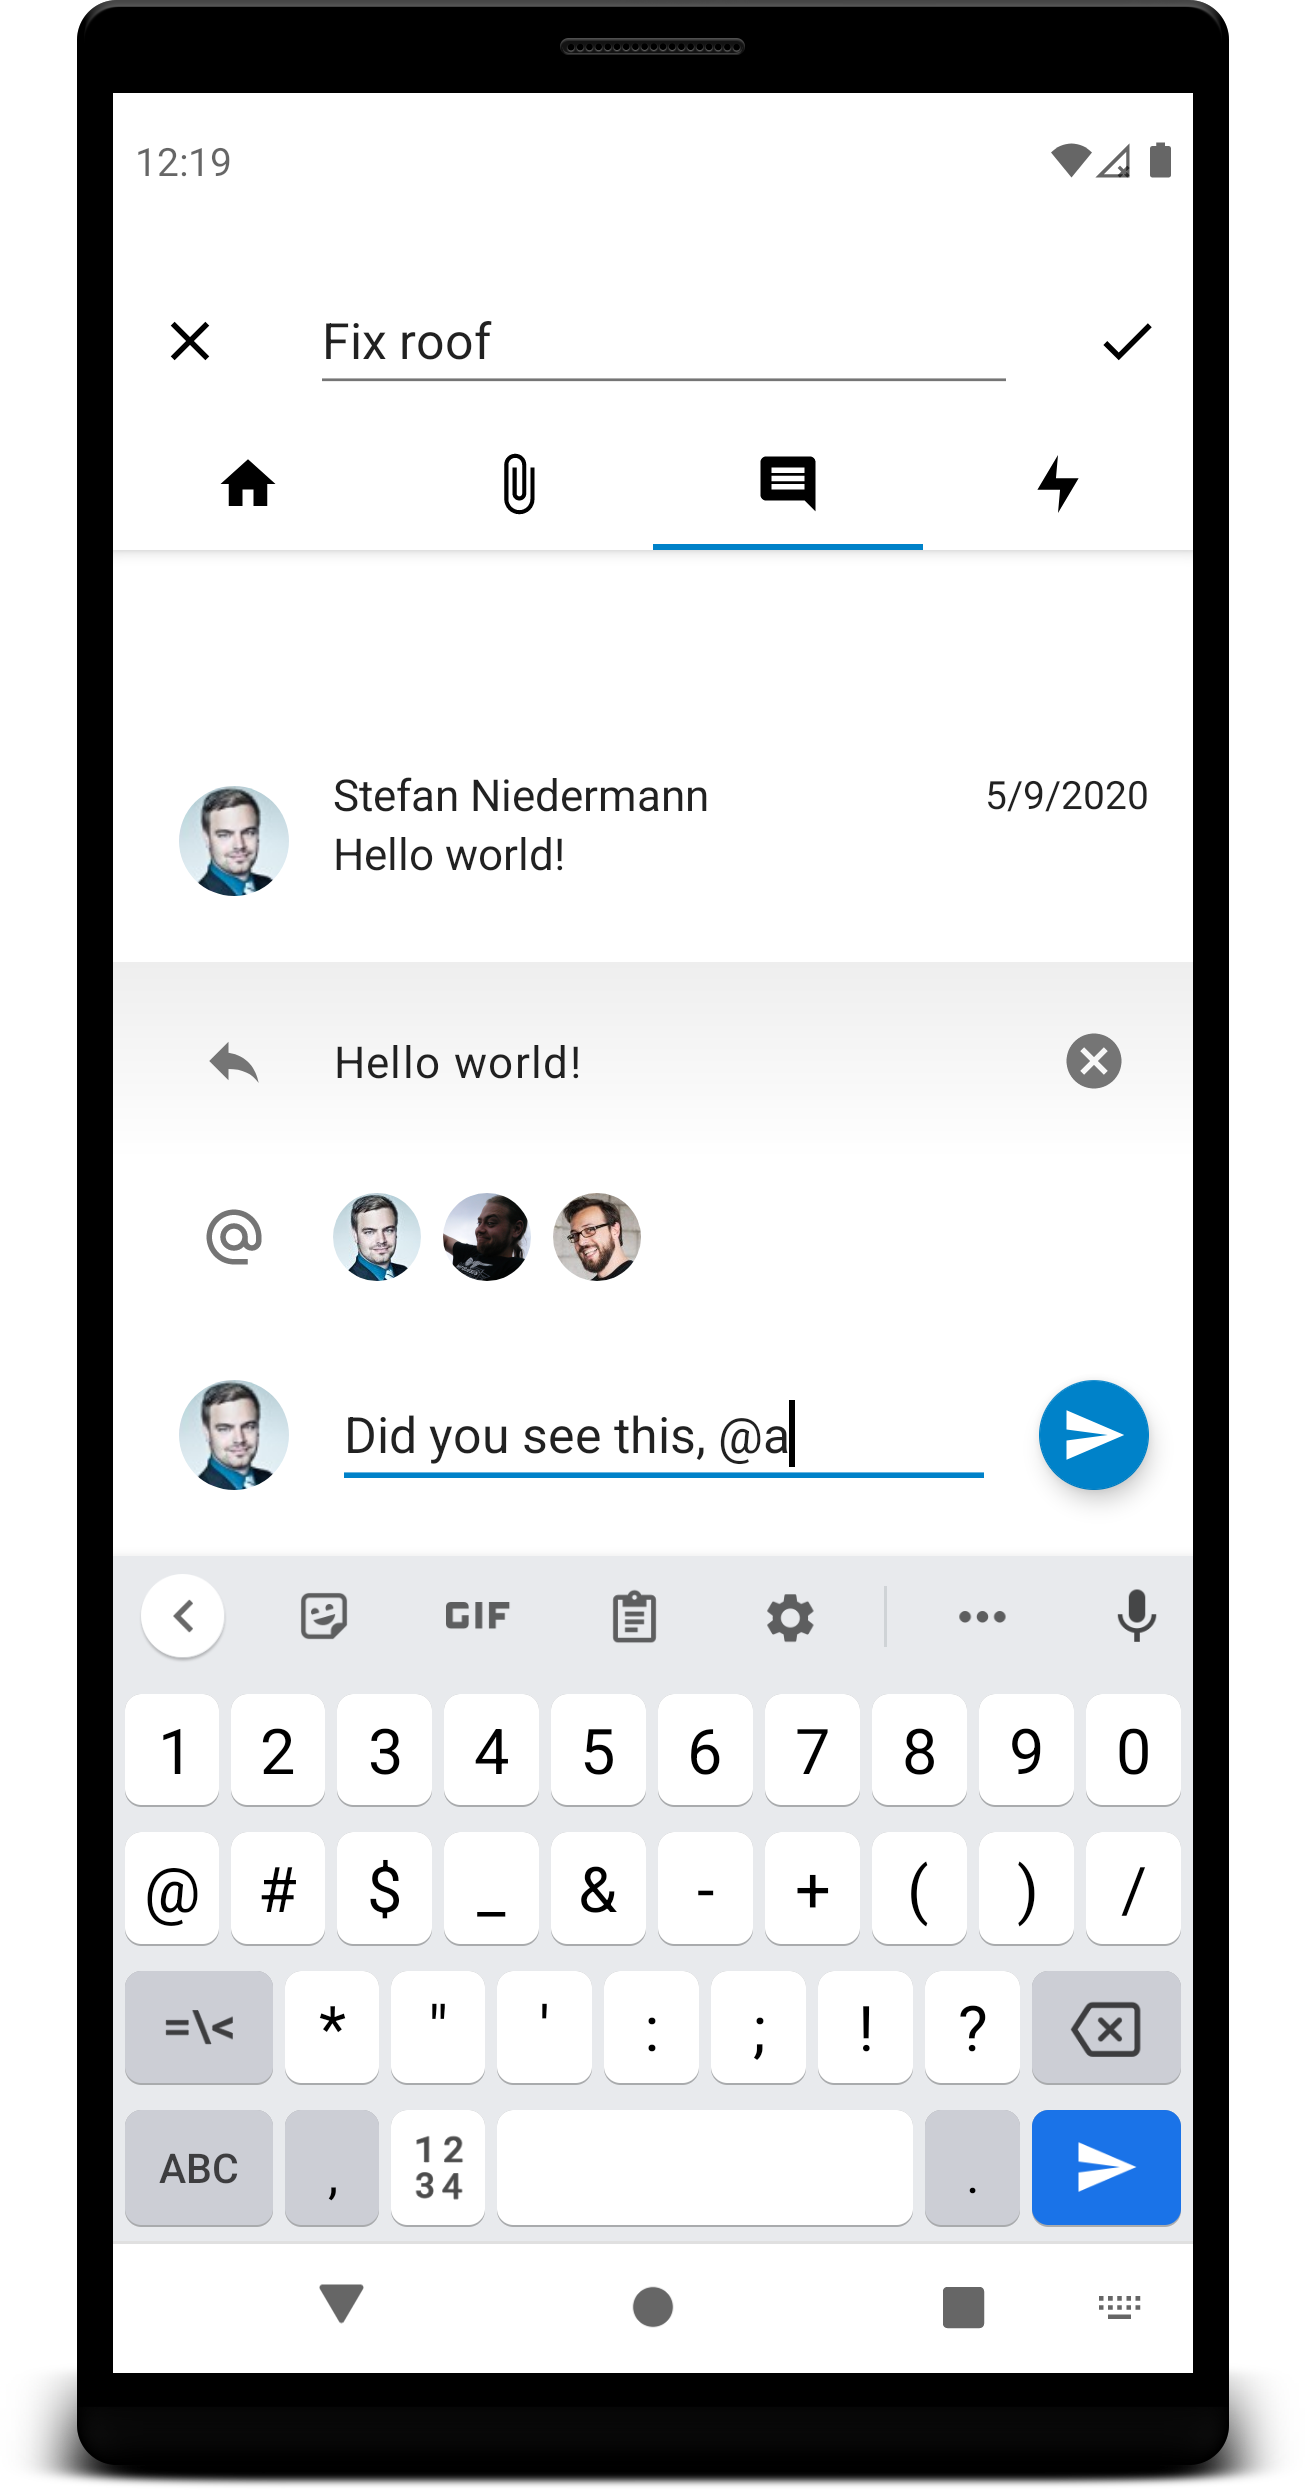 12:19
Fix roof
Stefan Niedermann 5/9/2020
Hello world!
Hello world!
@
Did you see this, @a
GIF
1 2 3 4 5 6 7 8 9 0
@ # $ _ & - + ( ) /
=\< * " ' : ; ! ?
ABC , 12 34 .